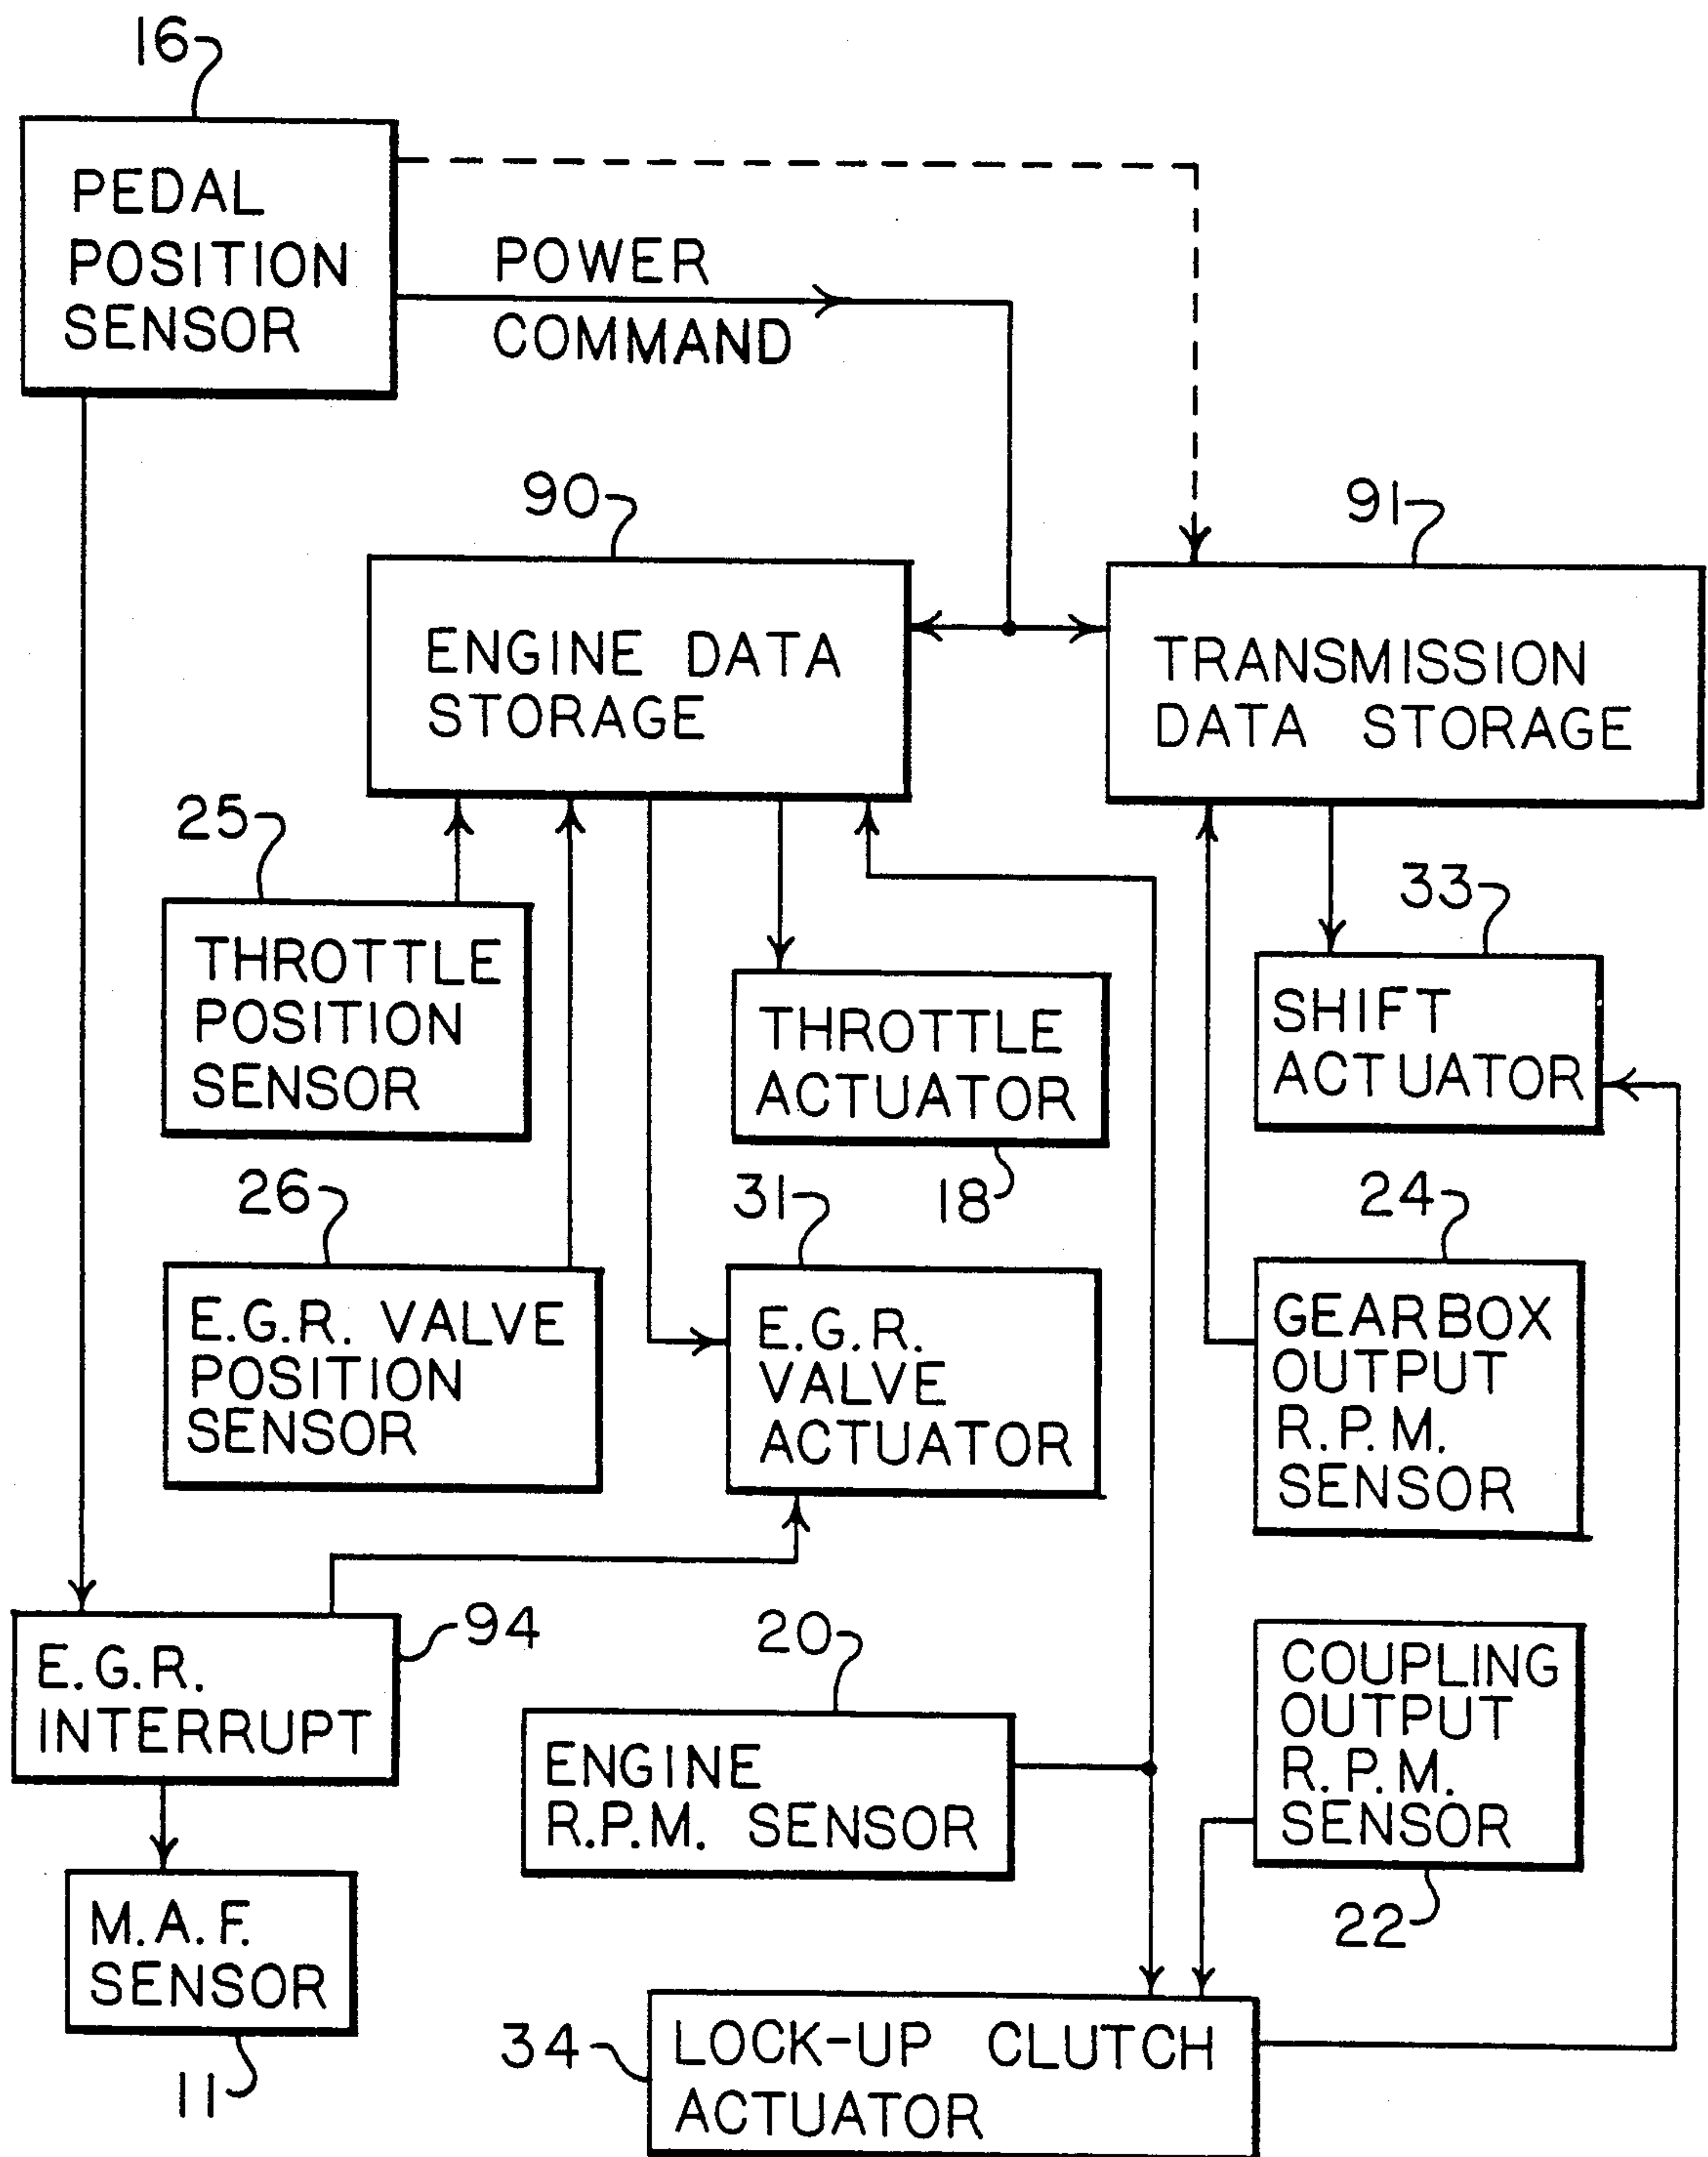 16
PEDAL
POSITION
SENSOR
POWER
COMMAND
90
91
ENGINE DATA
STORAGE
TRANSMISSION
DATA STORAGE
25
THROTTLE
POSITION
SENSOR
33
THROTTLE
ACTUATOR
18
SHIFT
ACTUATOR
26
E.G.R. VALVE
POSITION
SENSOR
31
E.G.R.
VALVE
ACTUATOR
24
GEARBOX
OUTPUT
R.P.M.
SENSOR
94
E.G.R.
INTERRUPT
20
ENGINE
R.P.M. SENSOR
COUPLING
OUTPUT
R.P.M.
SENSOR
22
M.A.F.
SENSOR
11
34
LOCK-UP CLUTCH
ACTUATOR